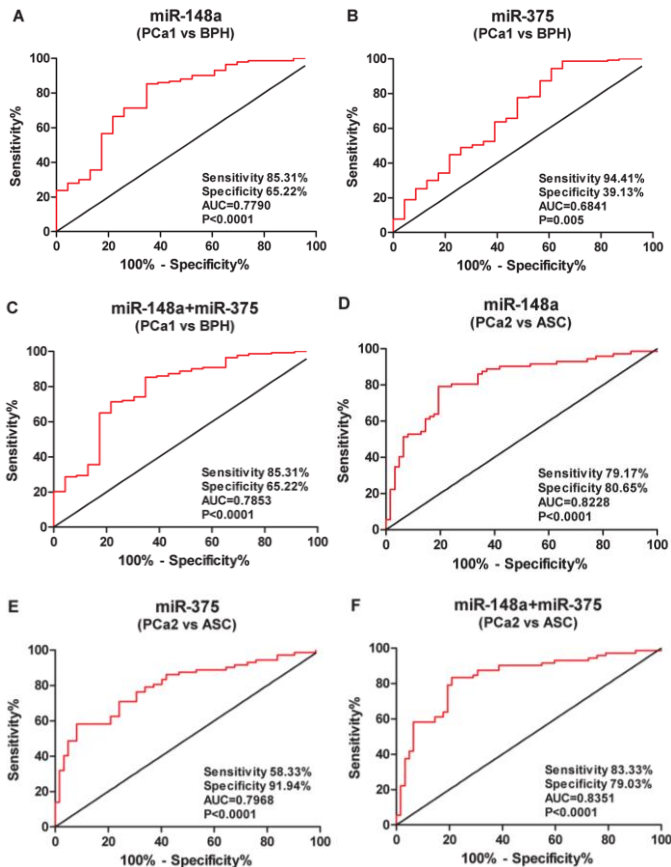 A
miR-148a
(PCa1 vs BPH)
100
80
60
40
20
0
Sensitivity%
Sensitivity 85.31%
Specificity 65.22%
AUC=0.7790
P<0.0001
0 20 40 60 80 100
100% - Specificity%
B
miR-375
(PCa1 vs BPH)
100
80
60
40
20
0
Sensitivity%
Sensitivity 94.41%
Specificity 39.13%
AUC=0.6841
P=0.005
0 20 40 60 80 100
100% - Specificity%
C
miR-148a+miR-375
(PCa1 vs BPH)
100
80
60
40
20
0
Sensitivity%
Sensitivity 85.31%
Specificity 65.22%
AUC=0.7853
P<0.0001
0 20 40 60 80 100
100% - Specificity%
D
miR-148a
(PCa2 vs ASC)
100
80
60
40
20
0
Sensitivity%
Sensitivity 79.17%
Specificity 80.65%
AUC=0.8228
P<0.0001
0 20 40 60 80 100
100% - Specificity%
E
miR-375
(PCa2 vs ASC)
100
80
60
40
20
0
Sensitivity%
Sensitivity 58.33%
Specificity 91.94%
AUC=0.7968
P<0.0001
0 20 40 60 80 100
100% - Specificity%
F
miR-148a+miR-375
(PCa2 vs ASC)
100
80
60
40
20
0
Sensitivity%
Sensitivity 83.33%
Specificity 79.03%
AUC=0.8351
P<0.0001
0 20 40 60 80 100
100% - Specificity%